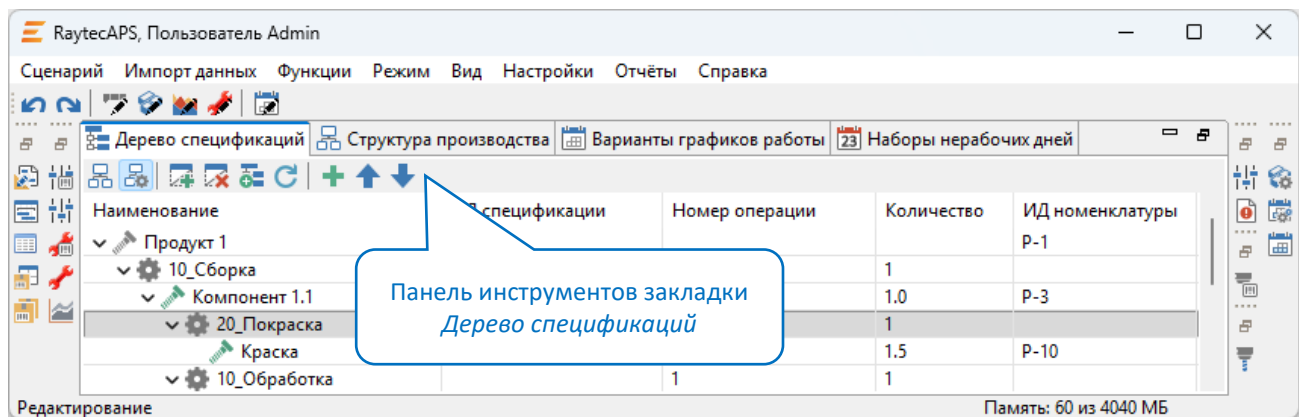 RaytecAPS, Пользователь Admin
Сценарий Импорт данных Функции Режим Вид Настройки Отчёты Справка
Дерево спецификаций Структура производства Варианты графиков работы 23 Наборы нерабочих дней
Наименование спецификации Номер операции Количество ИД номенклатуры
Продукт 1 P-1
10_Сборка 1
Компонент 1.1 1.0 P-3
20_Покраска 1
Краска 1.5 P-10
10_Обработка 1 1
Панель инструментов закладки
Дерево спецификаций
Редактирование Память: 60 из 4040 МБ